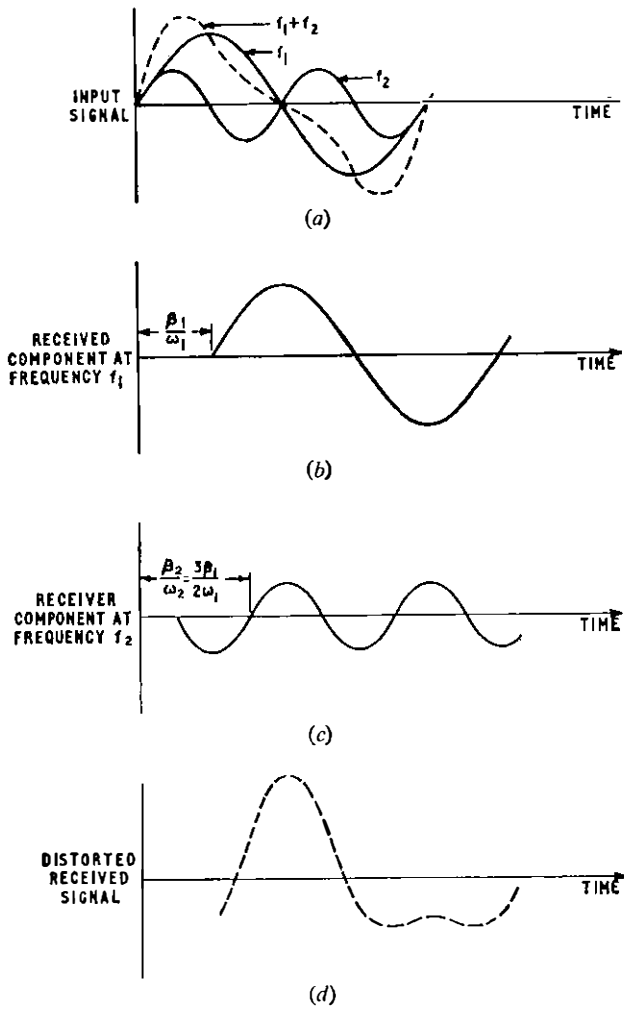 f₁+f₂
f₁
f₂
INPUT
SIGNAL
TIME
(a)
β₁
ω₁
RECEIVED
COMPONENT AT
FREQUENCY f₁
TIME
(b)
β₂ = 3β₁
ω₂ 2ω₁
RECEIVER
COMPONENT AT
FREQUENCY f₂
TIME
(c)
DISTORTED
RECEIVED
SIGNAL
TIME
(d)